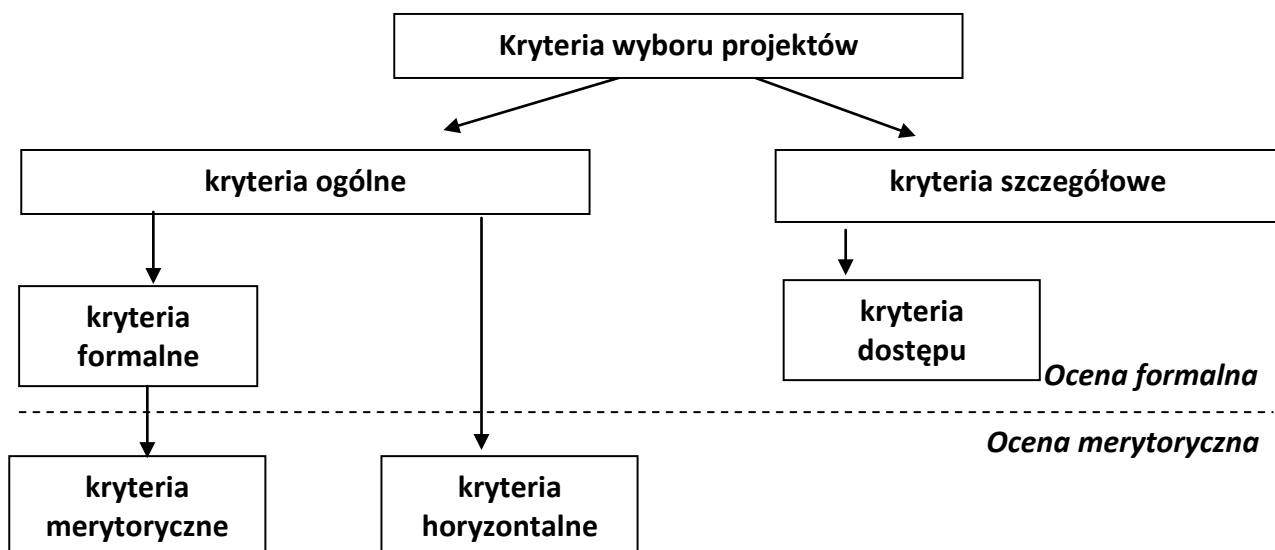 Kryteria wyboru projektów
kryteria ogólne
kryteria szczegółowe
kryteria
formalne
kryteria
dostępu
Ocena formalna
Ocena merytoryczna
kryteria
merytoryczne
kryteria
horyzontalne